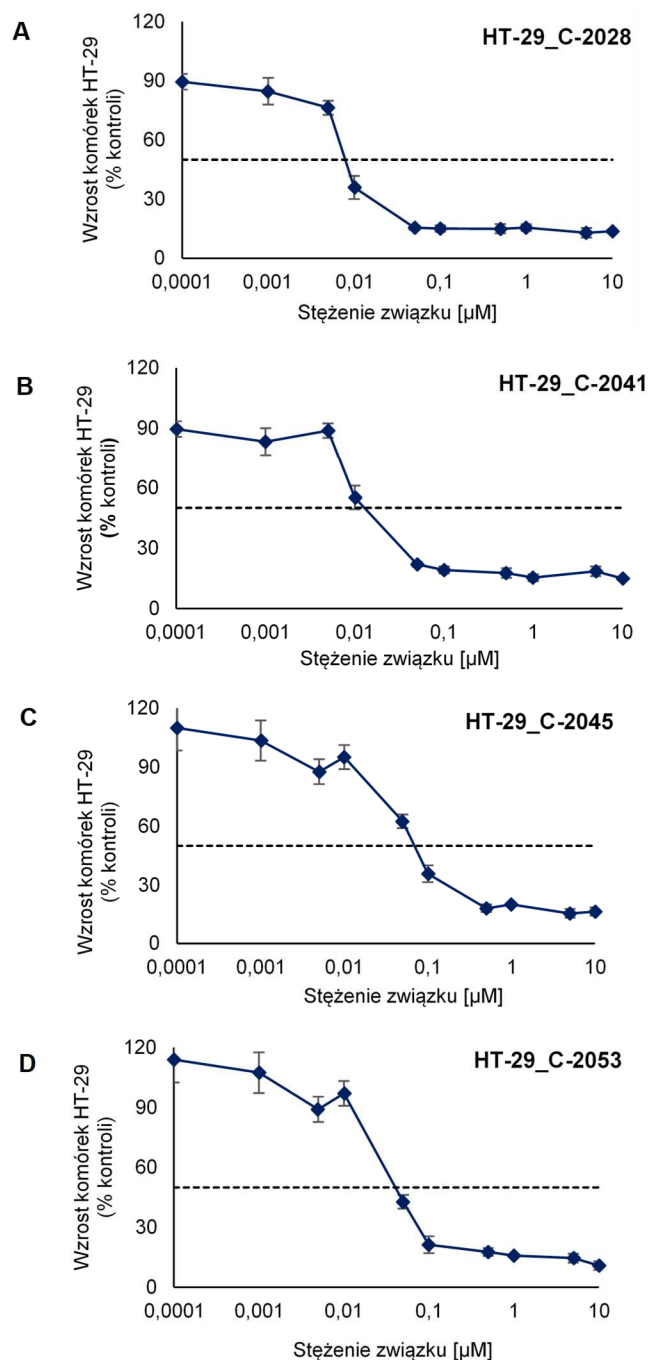 A
HT-29_C-2028
Wzrost komórek HT-29
(% kontroli)
120
90
60
30
0
0,0001 0,001 0,01 0,1 1 10
Stężenie związku [µM]
B
HT-29_C-2041
Wzrost komórek HT-29
(% kontroli)
120
90
60
30
0
0,0001 0,001 0,01 0,1 1 10
Stężenie związku [µM]
C
HT-29_C-2045
Wzrost komórek HT-29
(% kontroli)
120
90
60
30
0
0,0001 0,001 0,01 0,1 1 10
Stężenie związku [µM]
D
HT-29_C-2053
Wzrost komórek HT-29
(% kontroli)
120
90
60
30
0
0,0001 0,001 0,01 0,1 1 10
Stężenie związku [µM]